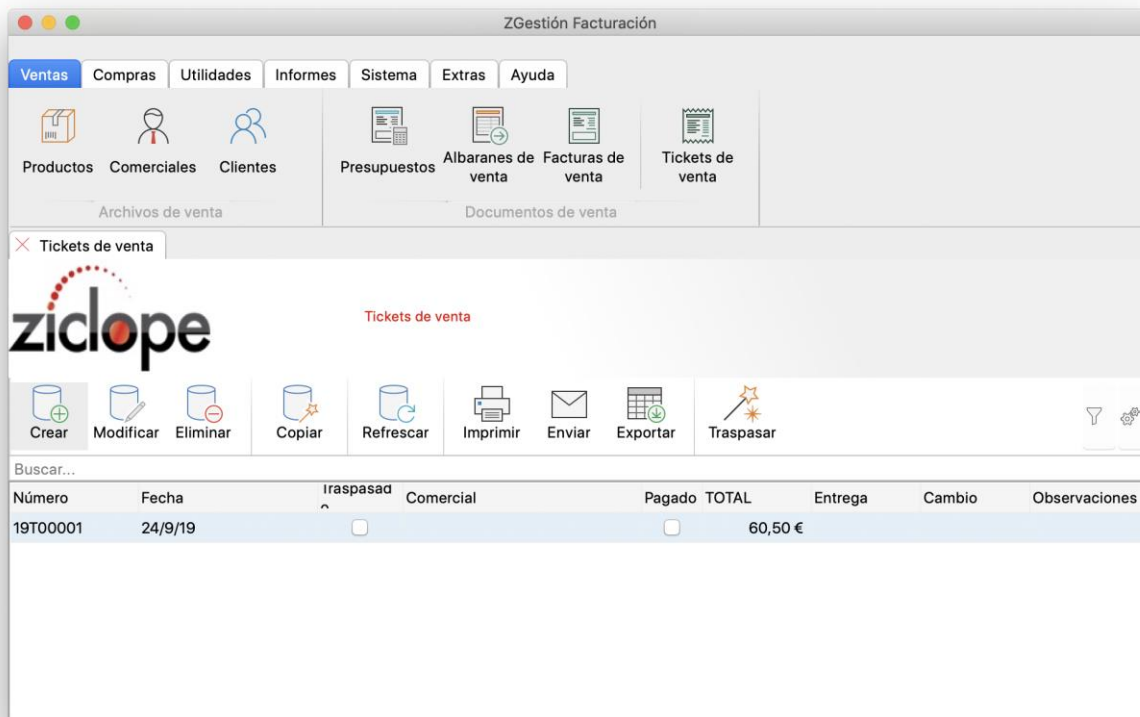 ZGestión Facturación
Ventas Compras Utilidades Informes Sistema Extras Ayuda
Productos Comerciales Clientes Presupuestos Albaranes de venta Facturas de venta Tickets de venta
Archivos de venta Documentos de venta
Tickets de venta
ziclope
Tickets de venta
Crear Modificar Eliminar Copiar Refrescar Imprimir Enviar Exportar Traspasar
Buscar...
Número Fecha Traspasado Comercial Pagado TOTAL Entrega Cambio Observaciones
19T00001 24/9/19 60,50 €